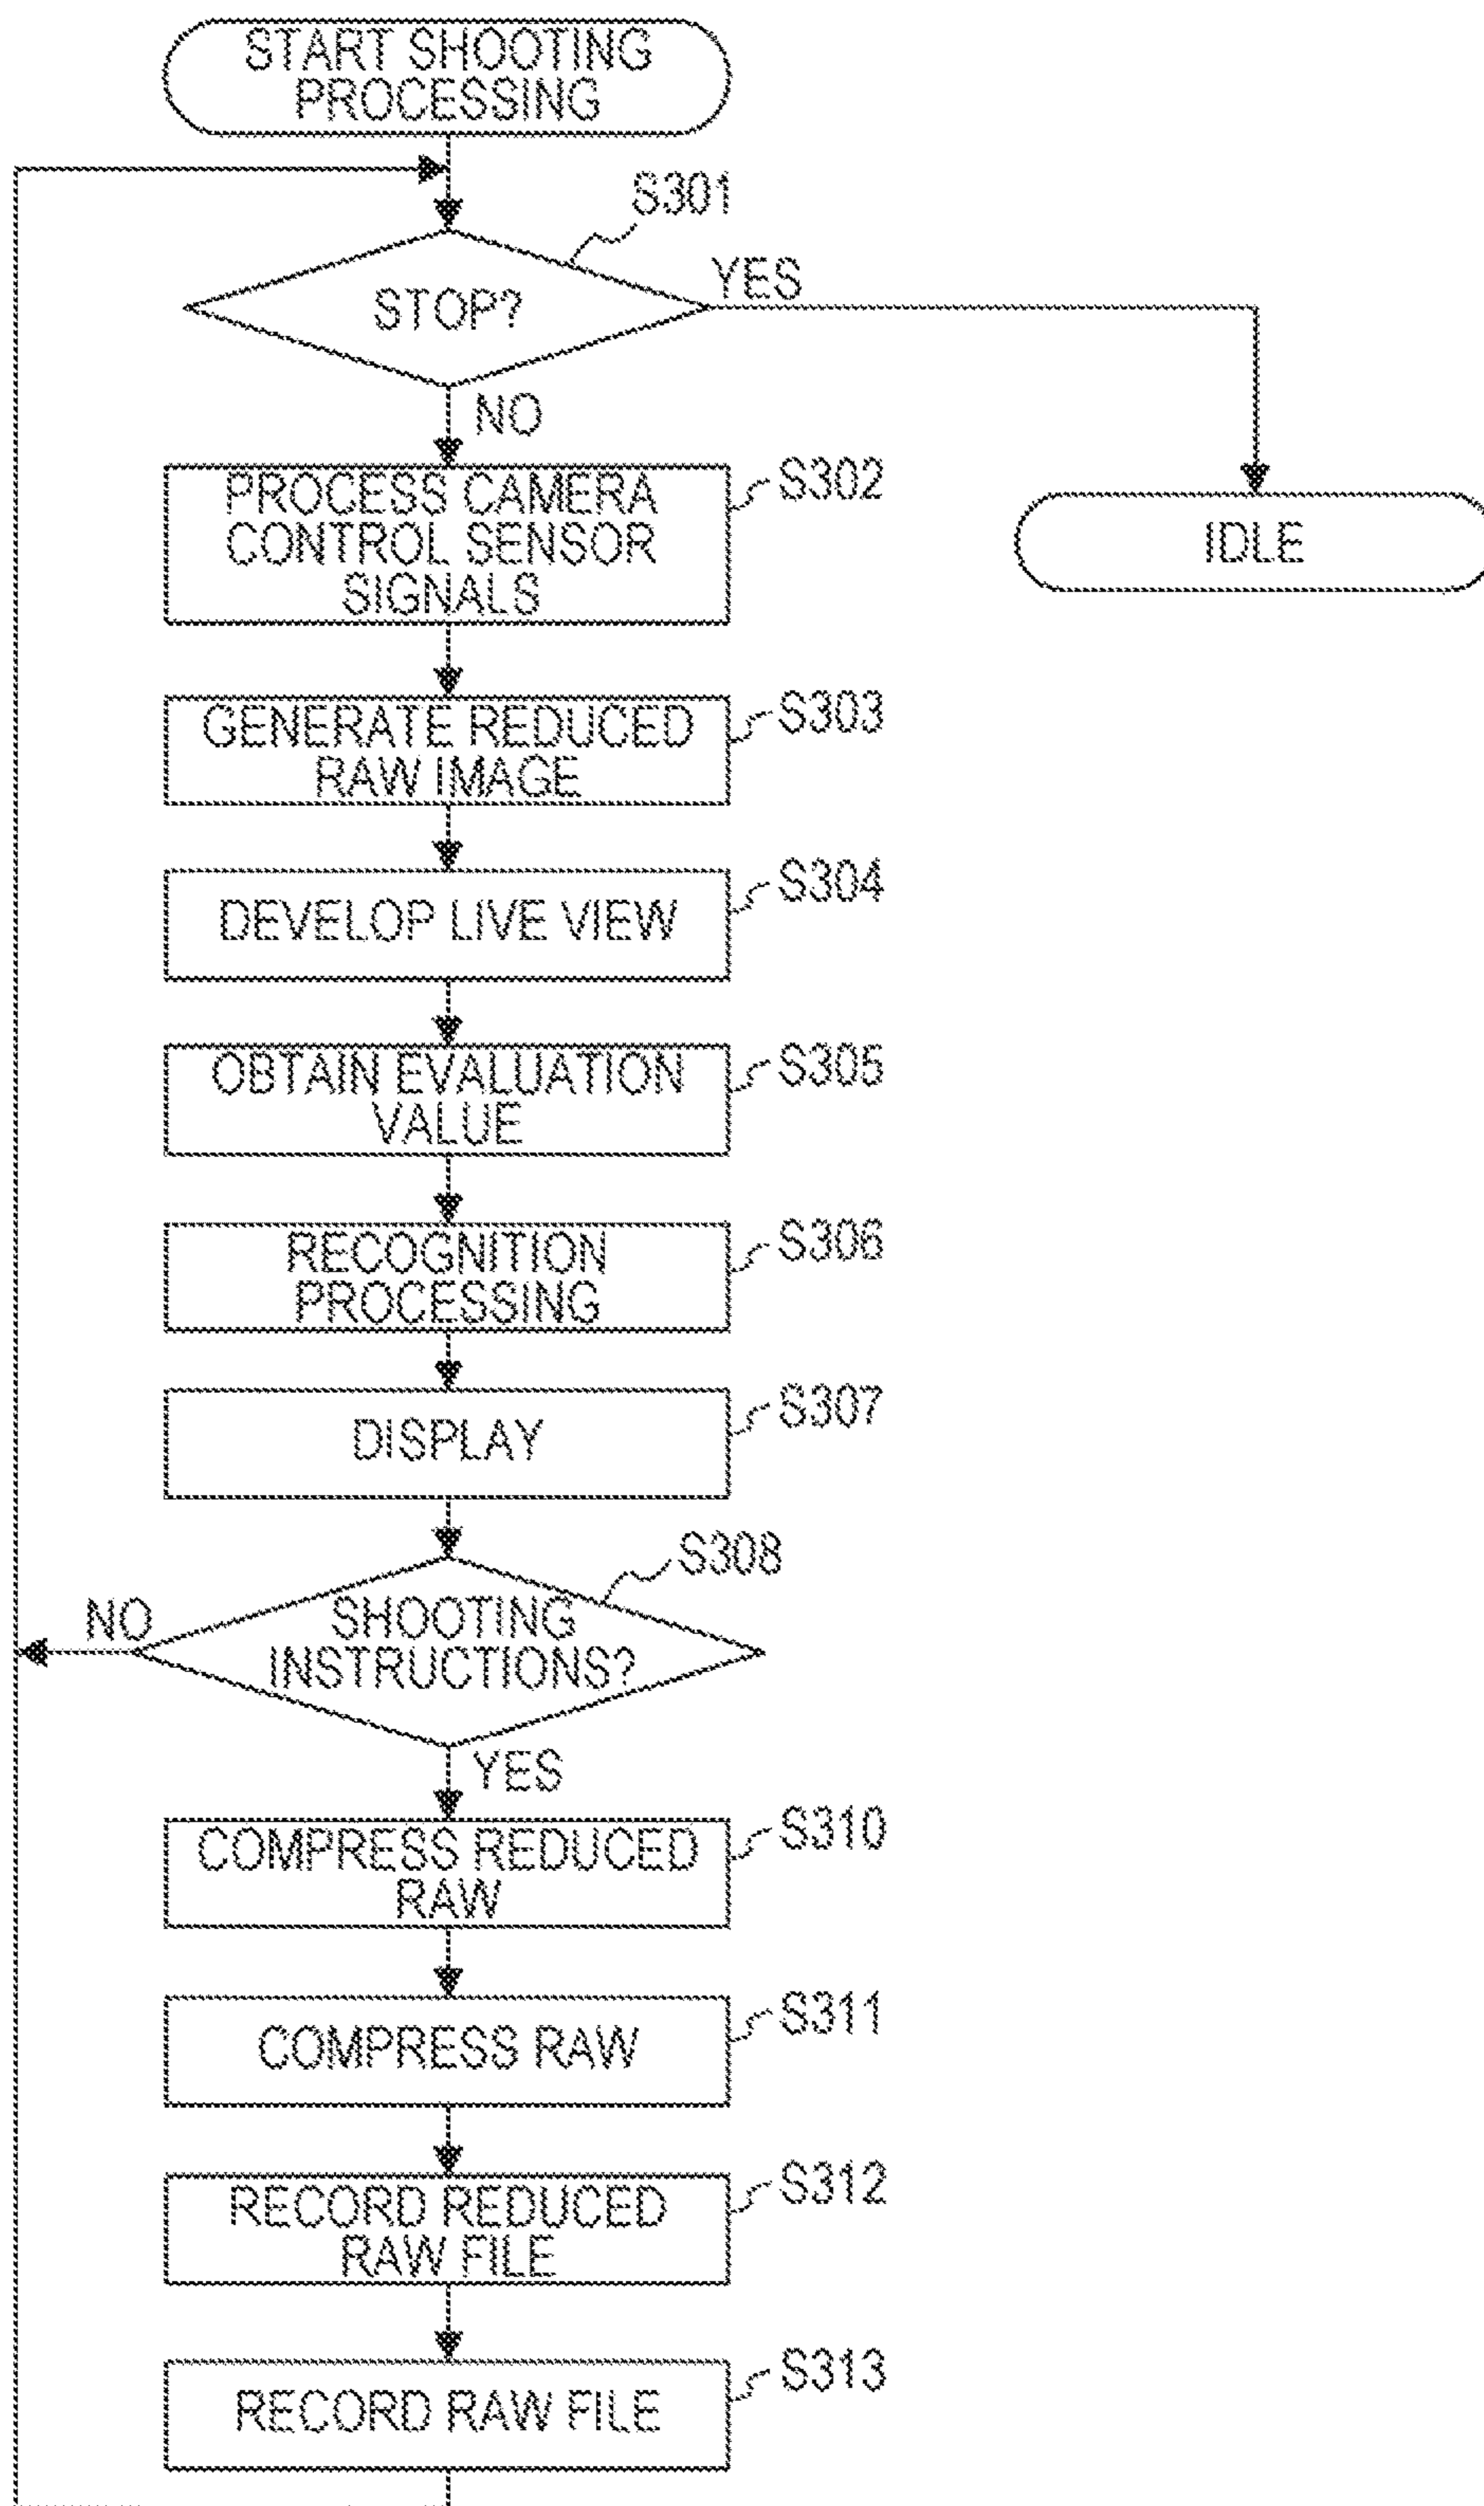 START SHOOTING
PROCESSING
S301
STOP?
YES
NO
PROCESS CAMERA
CONTROL SENSOR
SIGNALS
S302
IDLE
GENERATE REDUCED
RAW IMAGE
S303
DEVELOP LIVE VIEW
S304
OBTAIN EVALUATION
VALUE
S305
RECOGNITION
PROCESSING
S306
DISPLAY
S307
S308
SHOOTING
INSTRUCTIONS?
NO
YES
COMPRESS REDUCED
RAW
S310
COMPRESS RAW
S311
RECORD REDUCED
RAW FILE
S312
RECORD RAW FILE
S313